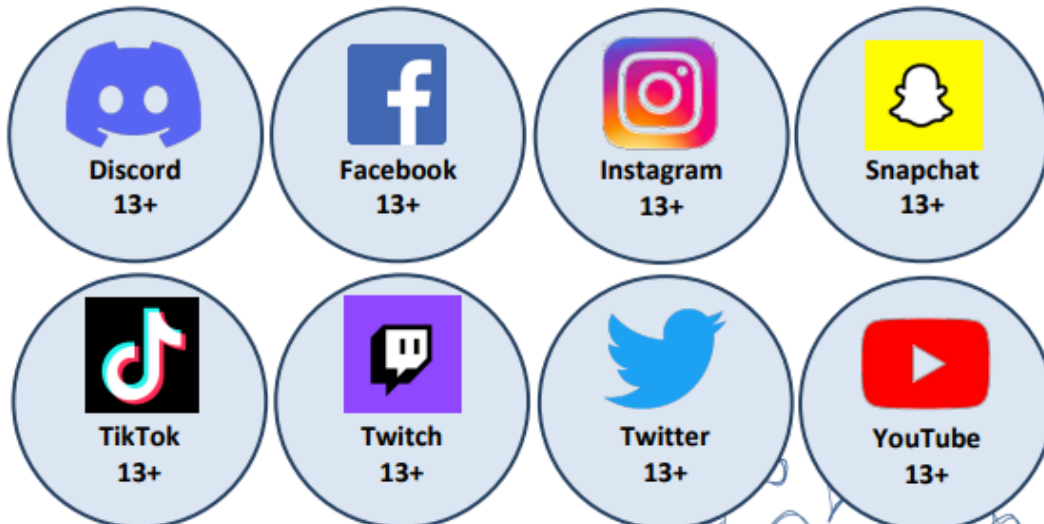 Discord
13+
Facebook
13+
Instagram
13+
Snapchat
13+
TikTok
13+
Twitch
13+
Twitter
13+
YouTube
13+